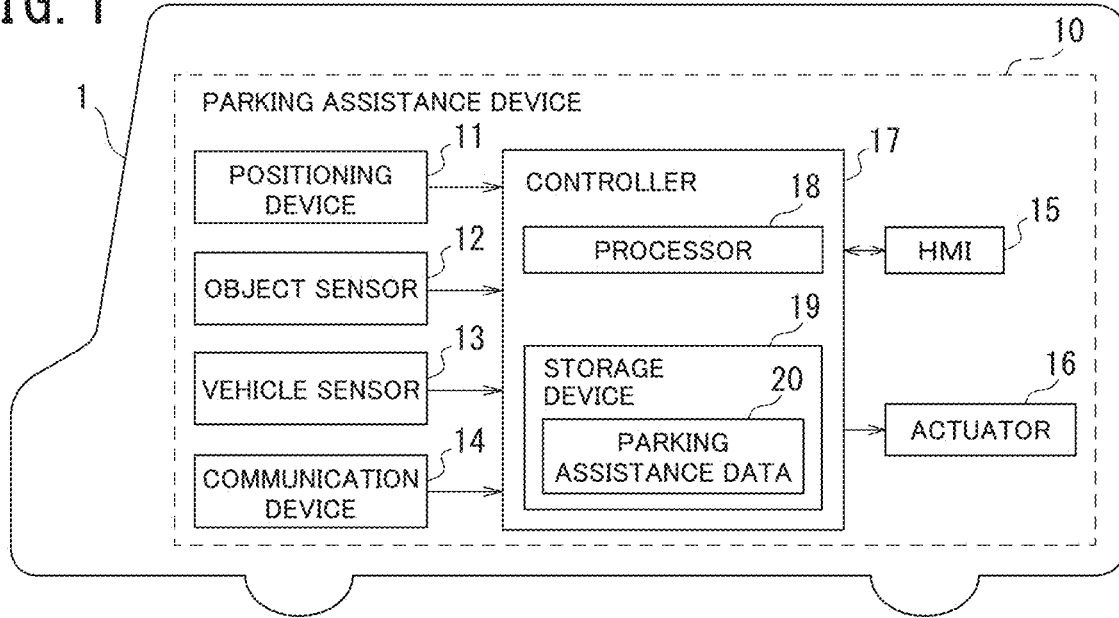 FIG. 1
10
1
PARKING ASSISTANCE DEVICE
11
POSITIONING
DEVICE
12
OBJECT SENSOR
13
VEHICLE SENSOR
14
COMMUNICATION
DEVICE
17
CONTROLLER
18
PROCESSOR
19
STORAGE
DEVICE
20
PARKING
ASSISTANCE DATA
15
HMI
16
ACTUATOR